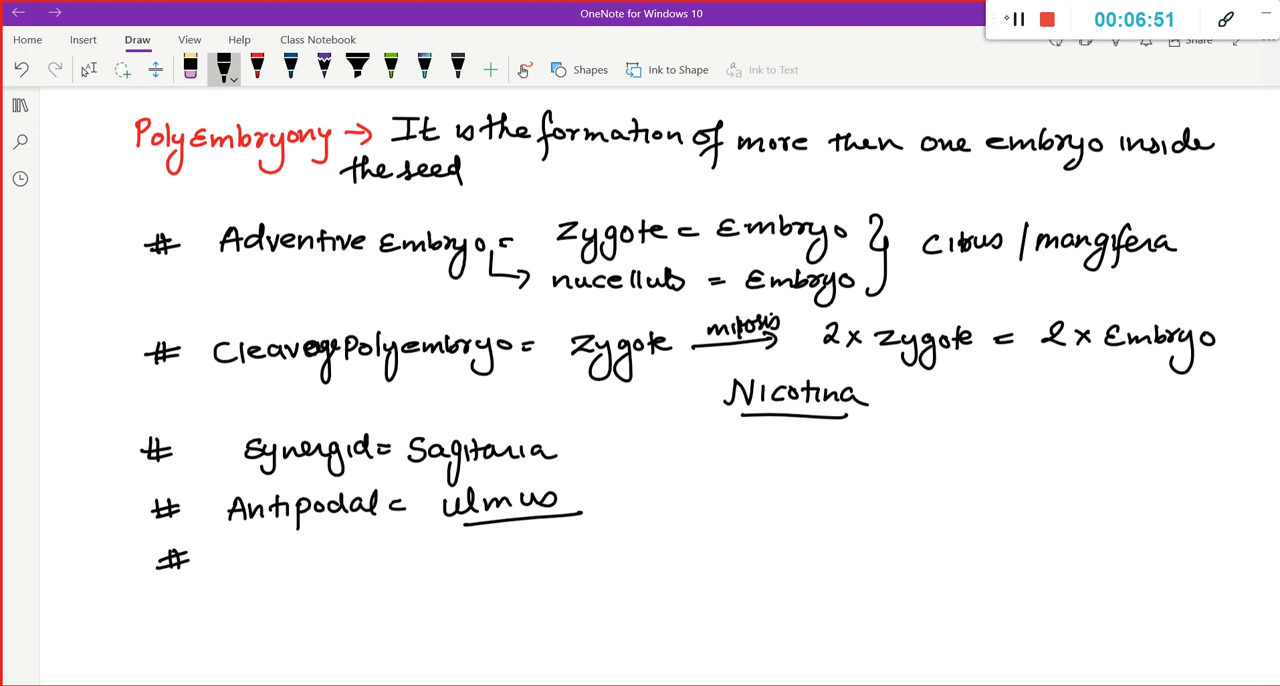 OneNote for Windows 10
00:06:51
Home Insert Draw View Help Class Notebook Share
Shapes Ink to Shape Ink to Text
PolyEmbryony → It is the formation of more then one embryo inside
the seed
# Adventive Embryo = Zygote = Embryo } Citrus / mangifera
→ nucelluls = Embryo
# Cleavage Polyembryo = Zygote mitosis → 2 x Zygote = 2 x Embryo
Nicotina
# Synergid = Sagitaria
# Antipodal = ulmus
#